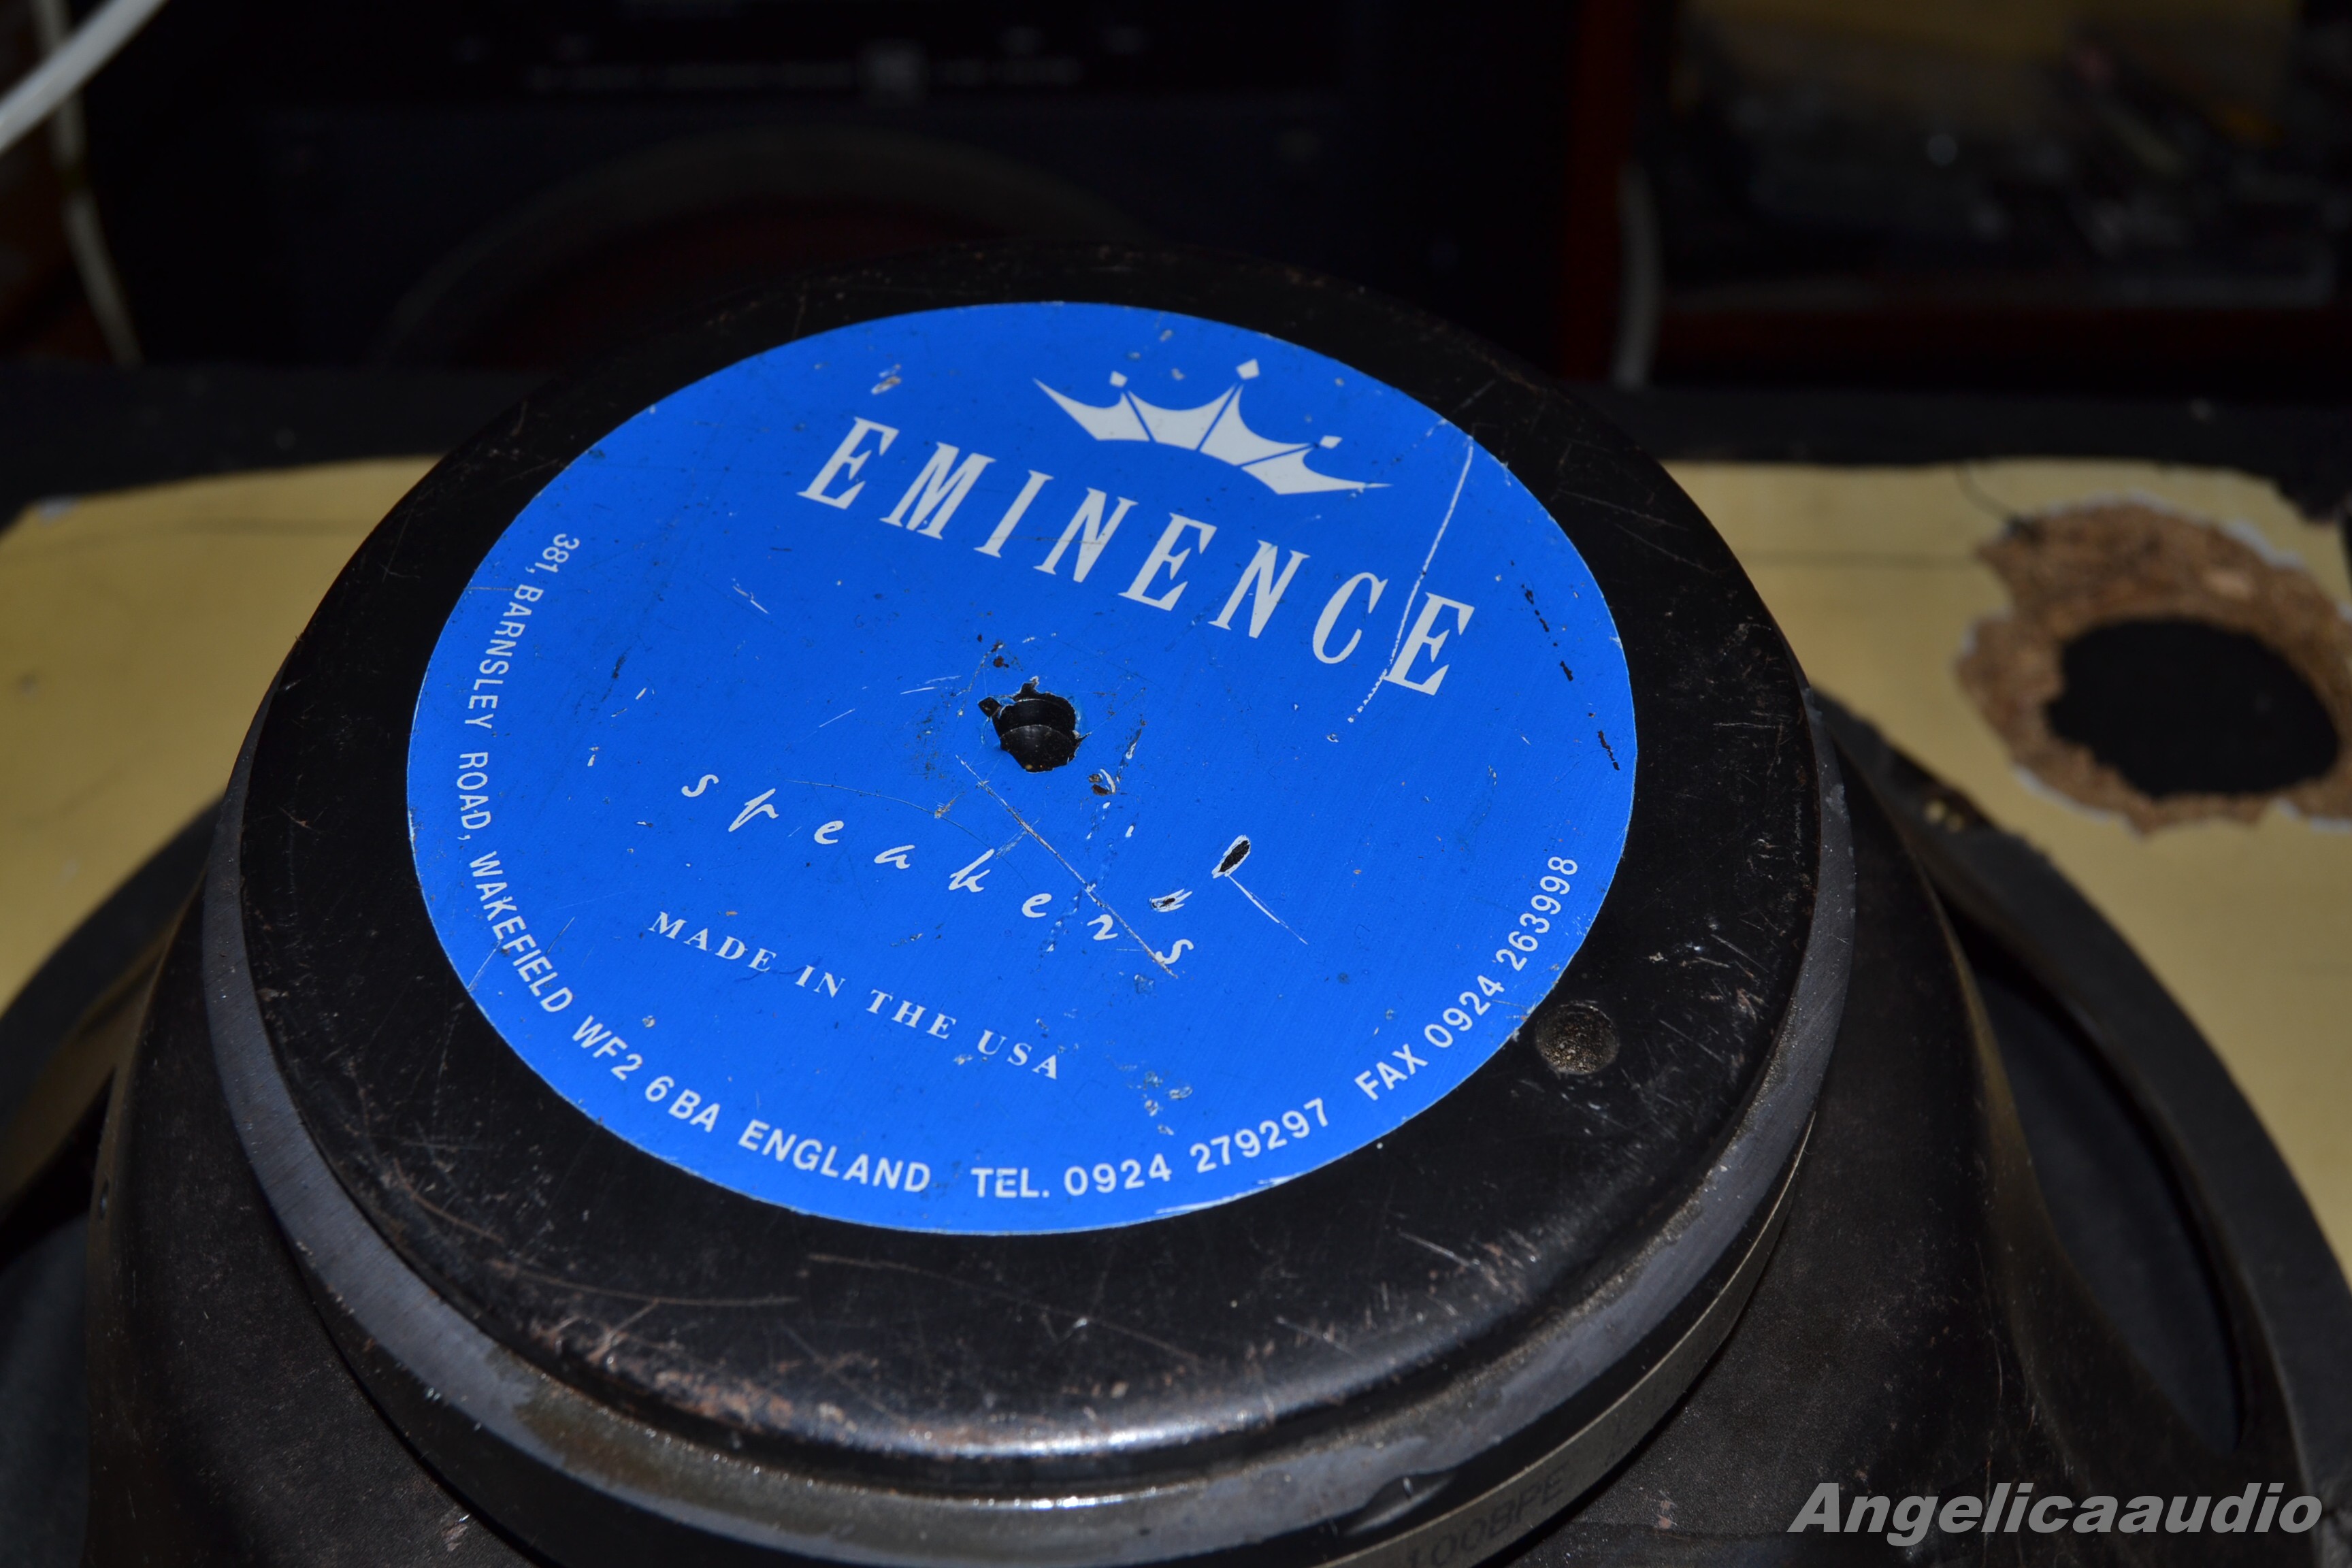 EMINENCE
speakers
MADE IN THE USA
381, BARNSLEY ROAD, WAKEFIELD WF2 6BA ENGLAND TEL. 0924 279297 FAX 0924 263998
Angelicaaudio